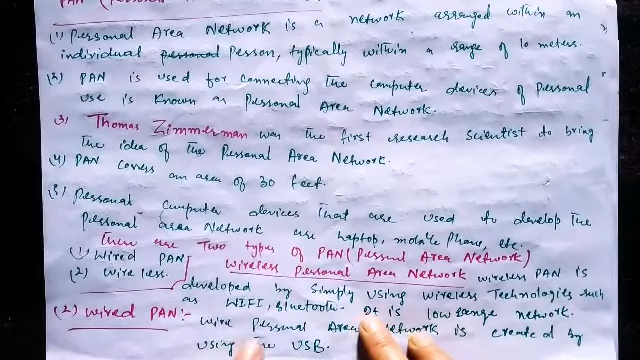 PAN (Person
(1) Personal Area Network is a network arranged within an
individual personal Person, typically within a range of 10 meters.
(2) PAN is used for connecting the computer devices of personal
use is known as Personal Area Network.
3) Thomas Zimmerman was the first research scientist to bring
the idea of the Personal Area Network.
(4) PAN covers an area of 30 feet.
(5) Personal Computer devices that are used to develop the
personal area Network are laptop, mobile phone, etc.
There are Two types of PAN (Personal Area Network)
(1) Wired PAN
(2) Wireless.
Wireless Personal Area Network wireless PAN is
developed by simply using wireless Technologies such
as WIFI, Bluetooth. It is low range network.
(2) Wired PAN:-
Wire Personal Area Network is created by
using the USB.